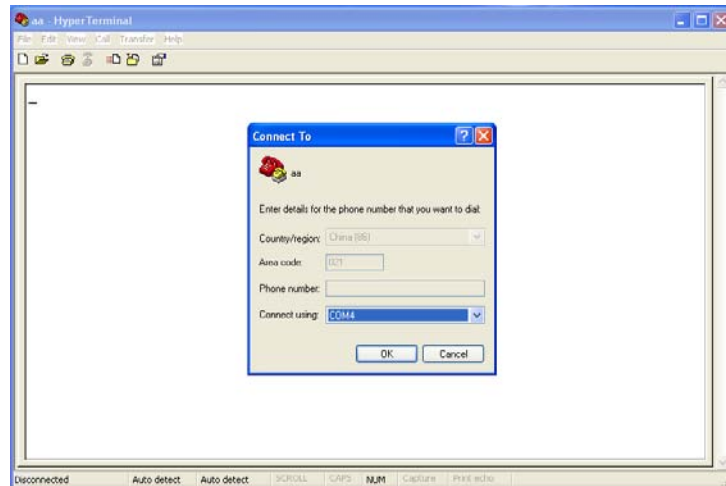 aa - HyperTerminal
File Edit View Call Transfer Help
Connect To
aa
Enter details for the phone number that you want to dial:
Country/region: China (86)
Area code: 021
Phone number:
Connect using: COM4
OK Cancel
Disconnected Auto detect Auto detect SCROLL CAPS NUM Capture Print echo